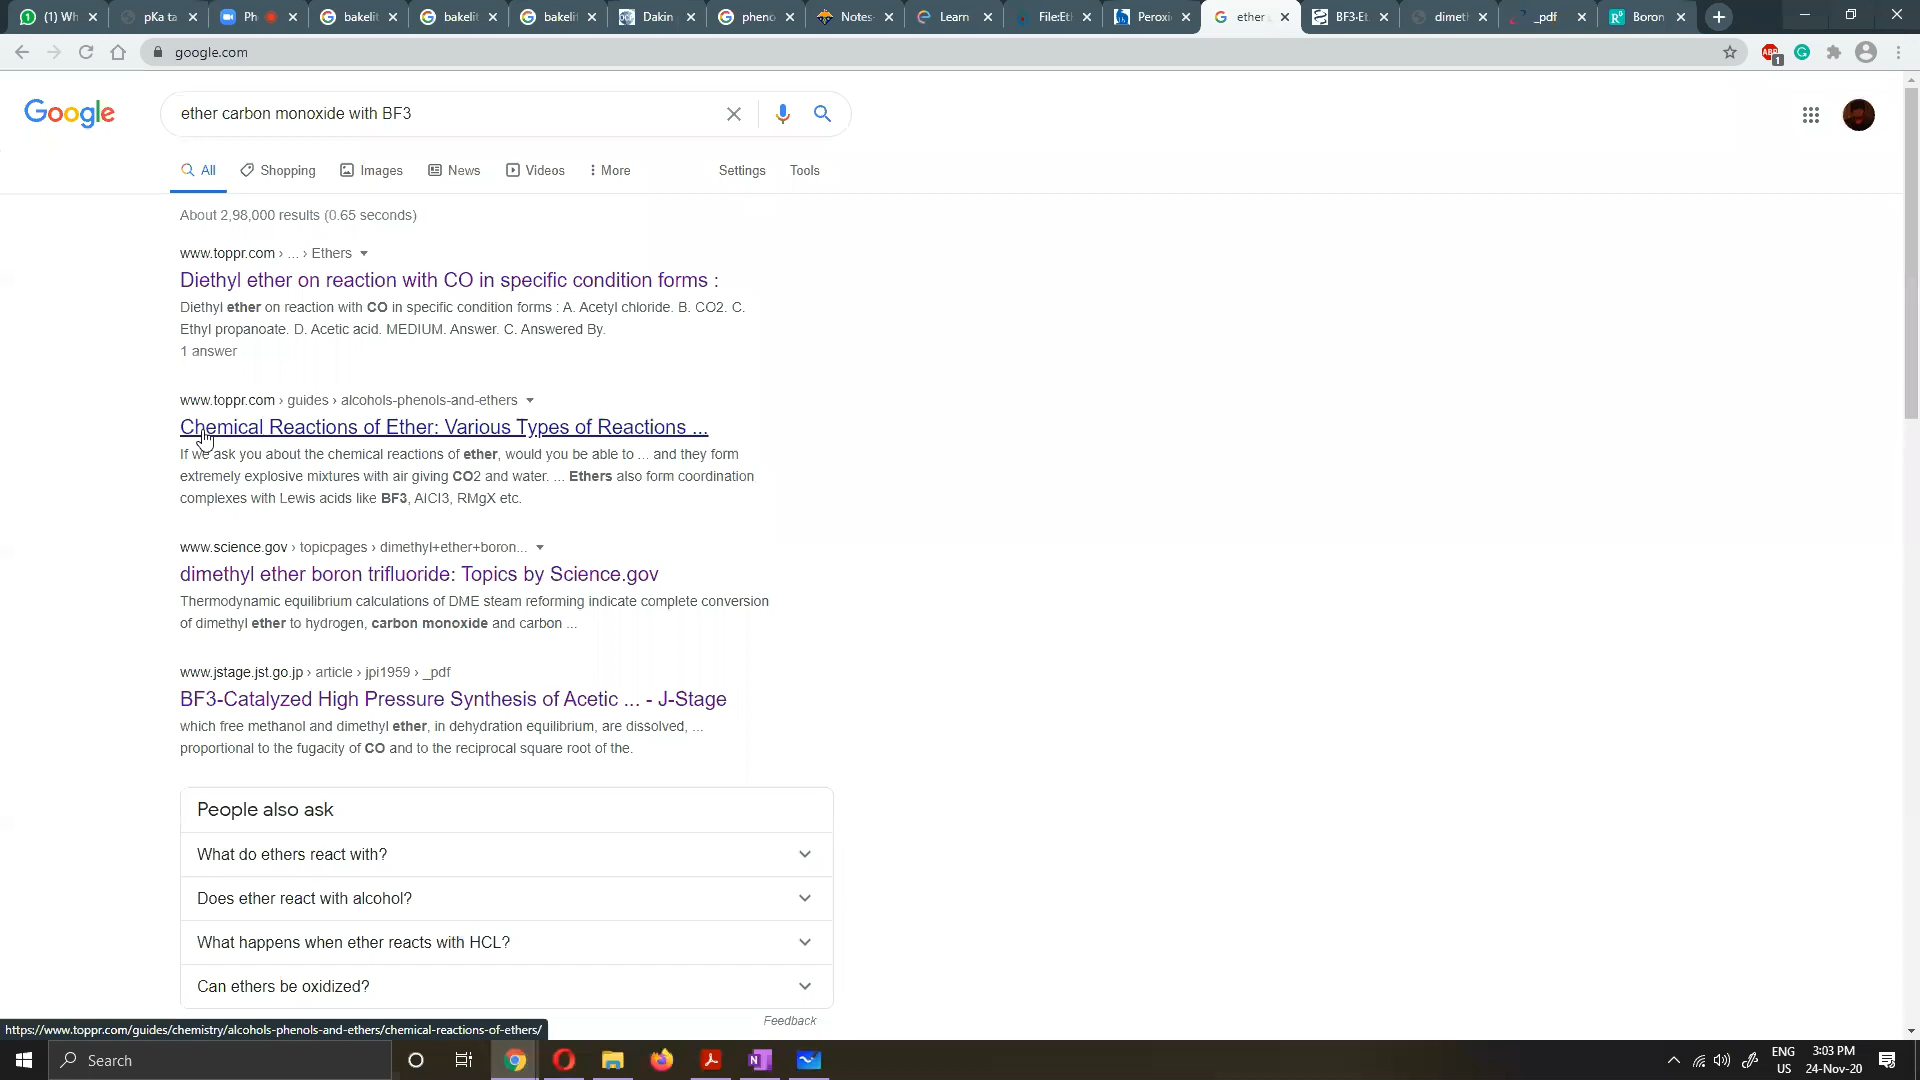 (1) Wh
pKa ta
Ph
bakelit
bakelit
bakelit
Dakin
pheno
Notes-
Learn
File:Et
Peroxi
ether
BF3·Et
dimeth
_pdf
Boron
google.com
ABP
1
Google
ether carbon monoxide with BF3
All
Shopping
Images
News
Videos
More
Settings
Tools
About 2,98,000 results (0.65 seconds)
www.toppr.com › ... › Ethers
Diethyl ether on reaction with CO in specific condition forms :
Diethyl ether on reaction with CO in specific condition forms : A. Acetyl chloride. B. CO2. C.
Ethyl propanoate. D. Acetic acid. MEDIUM. Answer. C. Answered By.
1 answer
www.toppr.com › guides › alcohols-phenols-and-ethers
Chemical Reactions of Ether: Various Types of Reactions ...
If we ask you about the chemical reactions of ether, would you be able to ... and they form
extremely explosive mixtures with air giving CO2 and water. ... Ethers also form coordination
complexes with Lewis acids like BF3, AlCl3, RMgX etc.
www.science.gov › topicpages › dimethyl+ether+boron...
dimethyl ether boron trifluoride: Topics by Science.gov
Thermodynamic equilibrium calculations of DME steam reforming indicate complete conversion
of dimethyl ether to hydrogen, carbon monoxide and carbon ...
www.jstage.jst.go.jp › article › jpi1959 › _pdf
BF3-Catalyzed High Pressure Synthesis of Acetic ... - J-Stage
which free methanol and dimethyl ether, in dehydration equilibrium, are dissolved, ...
proportional to the fugacity of CO and to the reciprocal square root of the.
People also ask
What do ethers react with?
Does ether react with alcohol?
What happens when ether reacts with HCL?
Can ethers be oxidized?
Feedback
https://www.toppr.com/guides/chemistry/alcohols-phenols-and-ethers/chemical-reactions-of-ethers/
Search
ENG
US
3:03 PM
24-Nov-20